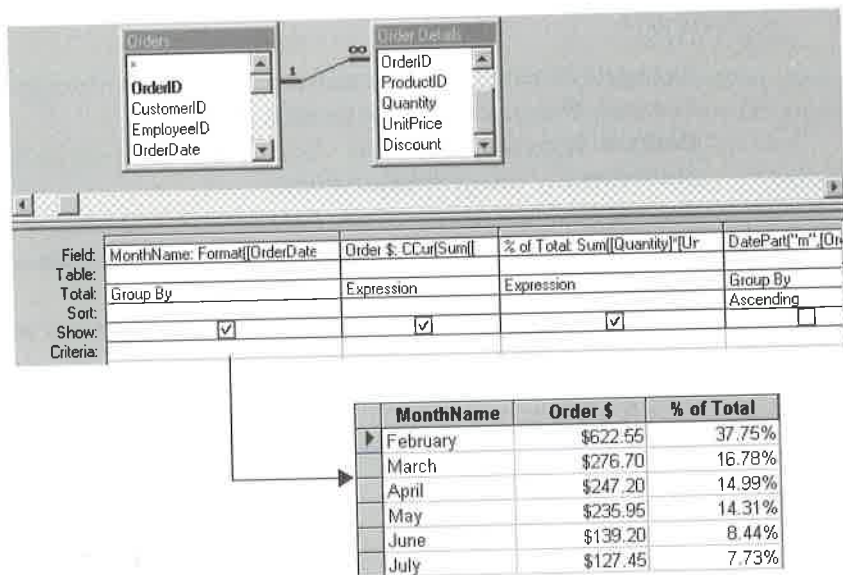 Orders
*
OrderID
CustomerID
EmployeeID
OrderDate
1
∞
Order Details
OrderID
ProductID
Quantity
UnitPrice
Discount
Field: MonthName: Format([OrderDate Order $: CCur(Sum([ % of Total: Sum([Quantity]*[Un DatePart("m",[Ord
Table:
Total: Group By Expression Expression Group By
Sort: Ascending
Show:
Criteria:
MonthName Order $ % of Total
February $622.55 37.75%
March $276.70 16.78%
April $247.20 14.99%
May $235.95 14.31%
June $139.20 8.44%
July $127.45 7.73%